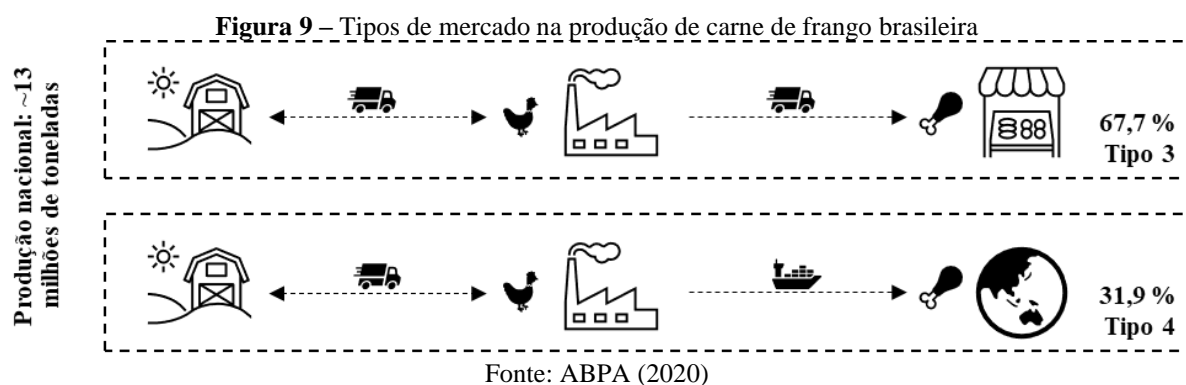 Figura 9 – Tipos de mercado na produção de carne de frango brasileira
Produção nacional: ~13
milhões de toneladas
67,7 %
Tipo 3
31,9 %
Tipo 4
Fonte: ABPA (2020)